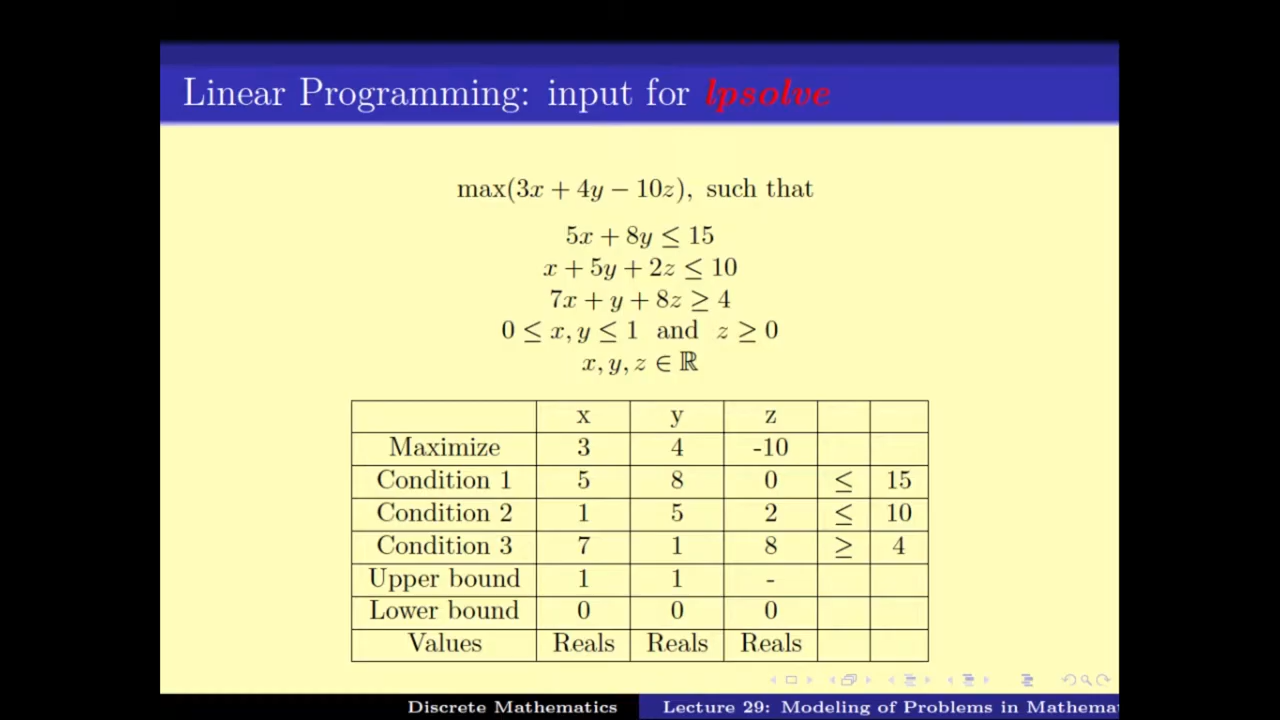 Linear Programming: input for lpsolve
max(3x + 4y − 10z), such that
5x + 8y ≤ 15
x + 5y + 2z ≤ 10
7x + y + 8z ≥ 4
0 ≤ x, y ≤ 1 and z ≥ 0
x, y, z ∈ ℝ
x y z
Maximize 3 4 -10
Condition 1 5 8 0 ≤ 15
Condition 2 1 5 2 ≤ 10
Condition 3 7 1 8 ≥ 4
Upper bound 1 1 -
Lower bound 0 0 0
Values Reals Reals Reals
Discrete Mathematics Lecture 29: Modeling of Problems in Mathema